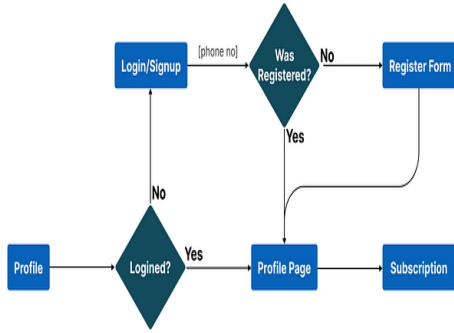 Login/Signup
[phone no]
Was
Registered?
No
Register Form
Yes
No
Profile
Logined?
Yes
Profile Page
Subscription